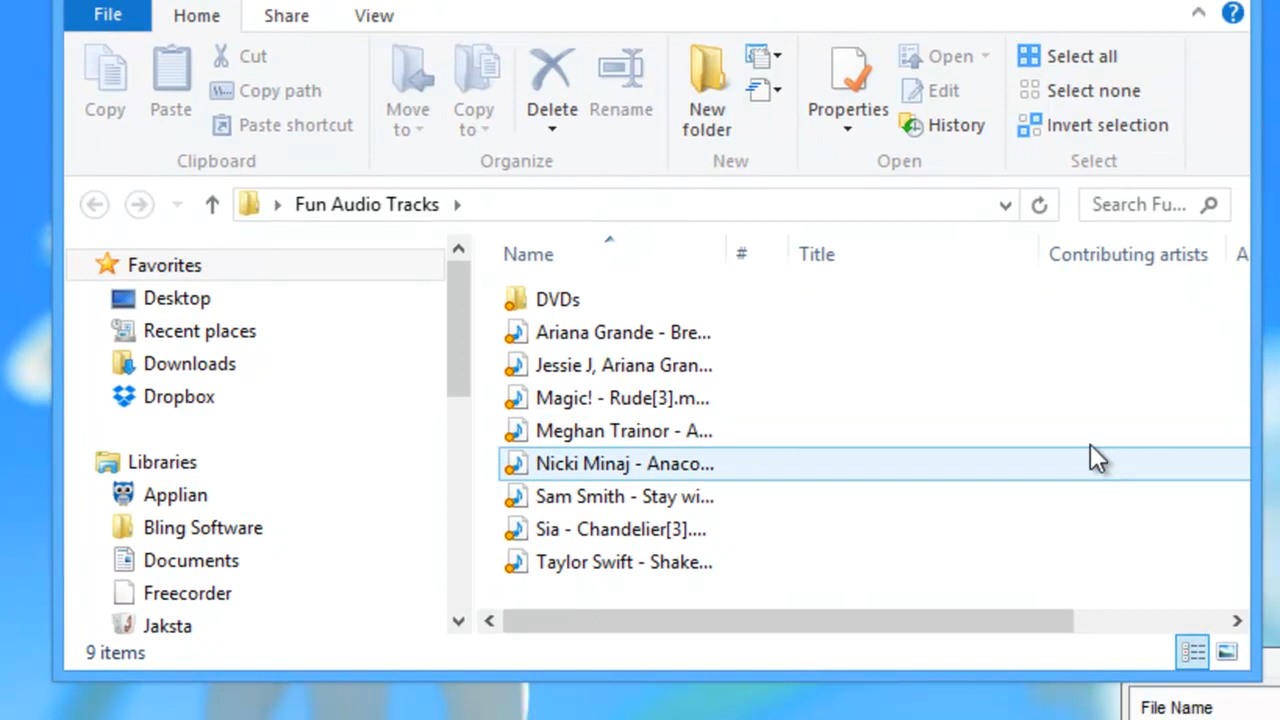 File Home Share View
Cut
Copy path
Paste shortcut
Copy Paste
Move to
Copy to
Delete Rename
New folder
Properties
Open
Edit
History
Select all
Select none
Invert selection
Clipboard Organize New Open Select
Fun Audio Tracks
Search Fu...
Name # Title Contributing artists A
Favorites
Desktop
Recent places
Downloads
Dropbox
Libraries
Applian
Bling Software
Documents
Freecorder
Jaksta
DVDs
Ariana Grande - Bre...
Jessie J, Ariana Gran...
Magic! - Rude[3].m...
Meghan Trainor - A...
Nicki Minaj - Anaco...
Sam Smith - Stay wi...
Sia - Chandelier[3]....
Taylor Swift - Shake...
9 items
File Name